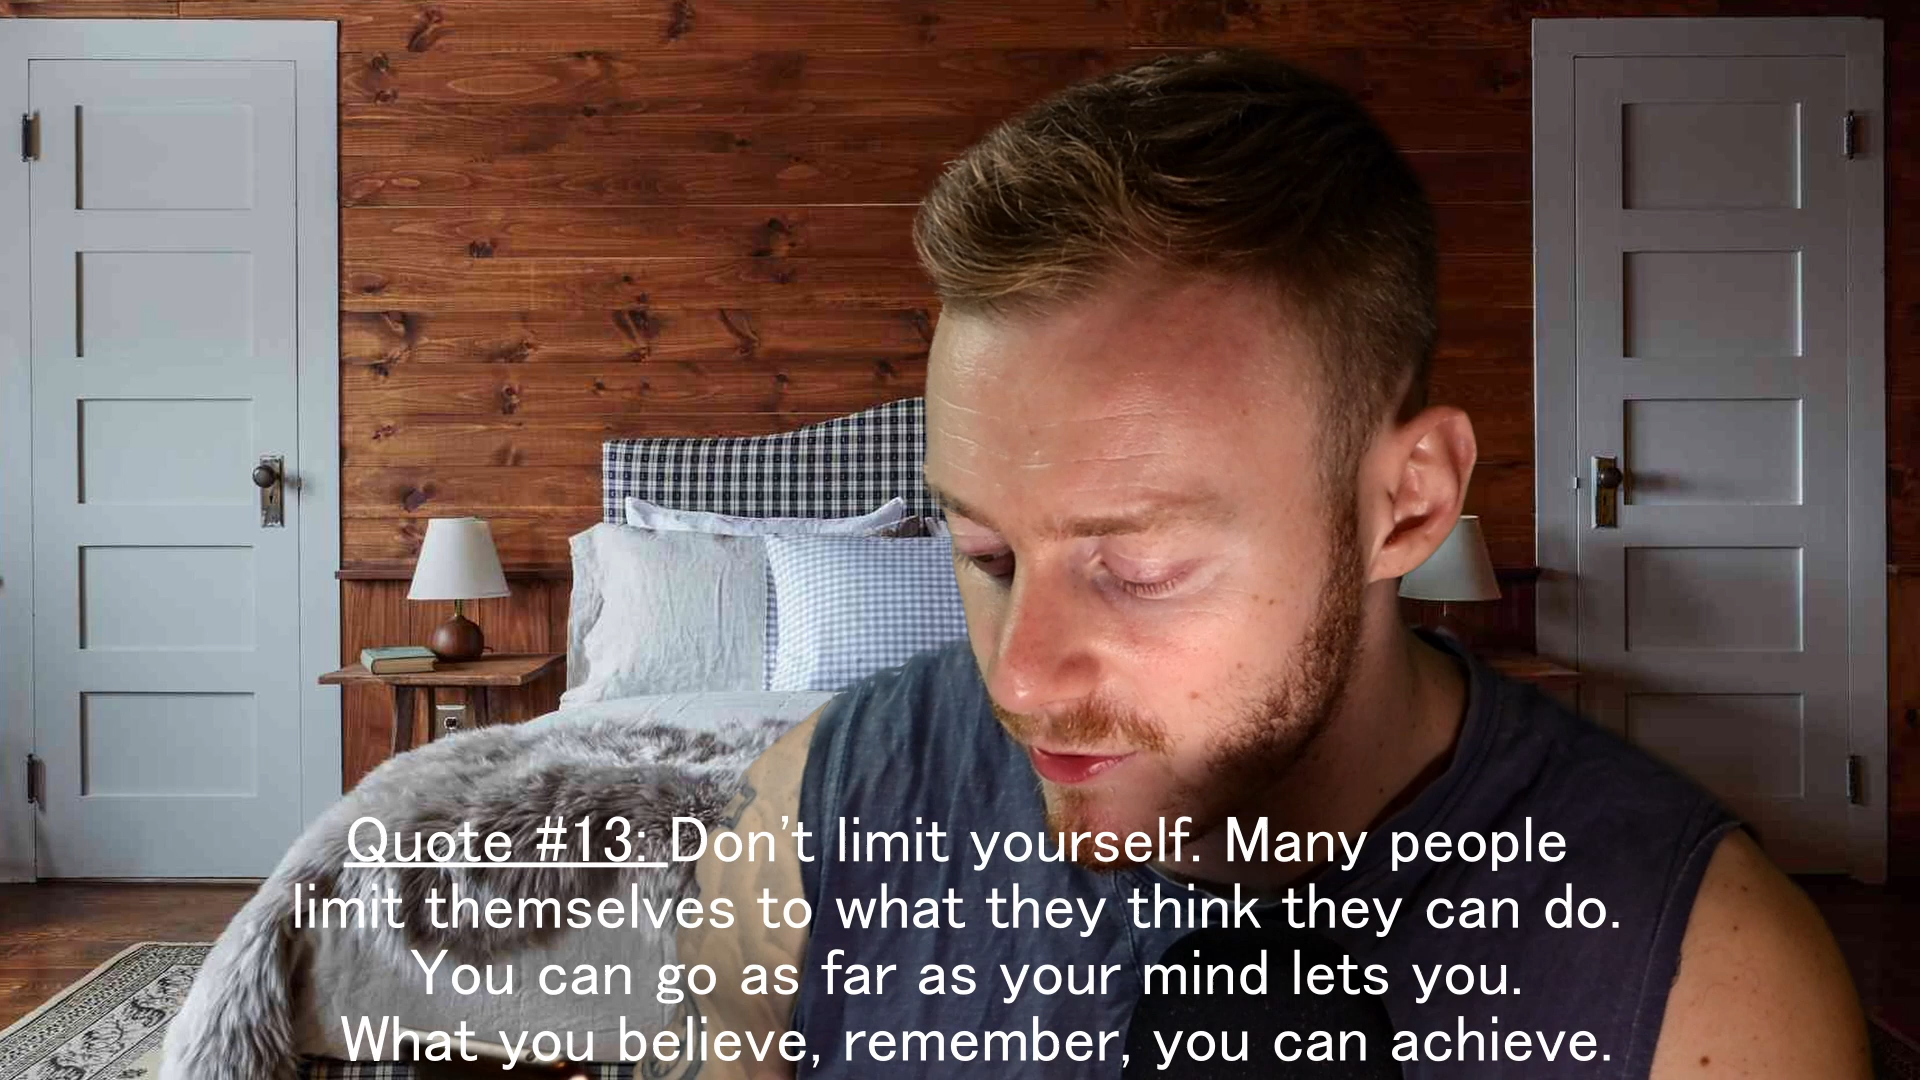 Quote #13: Don't limit yourself. Many people
limit themselves to what they think they can do.
You can go as far as your mind lets you.
What you believe, remember, you can achieve.